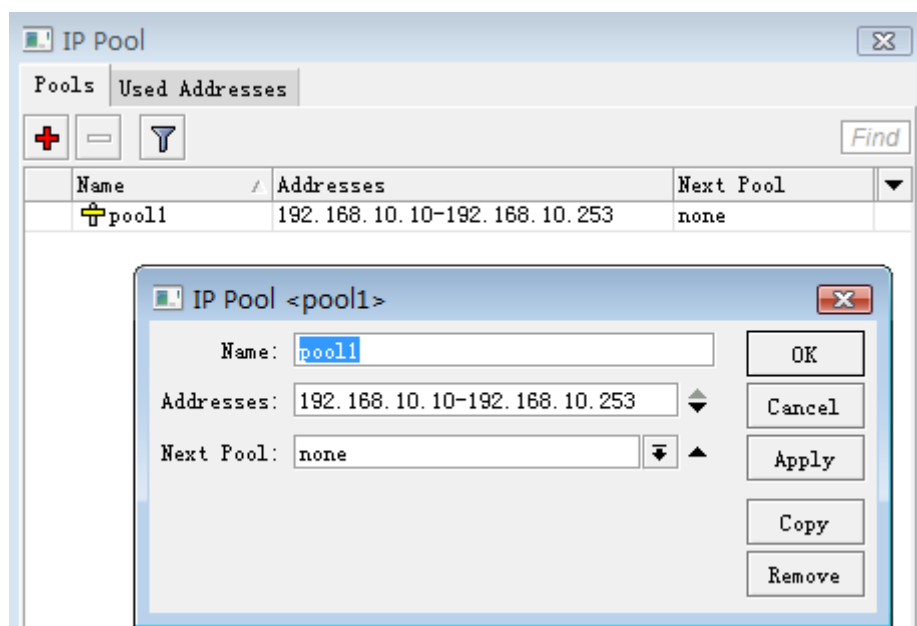 IP Pool
Pools Used Addresses
Find
Name Addresses Next Pool
pool1 192.168.10.10-192.168.10.253 none
IP Pool <pool1>
Name: pool1 OK
Addresses: 192.168.10.10-192.168.10.253 Cancel
Next Pool: none Apply
Copy
Remove